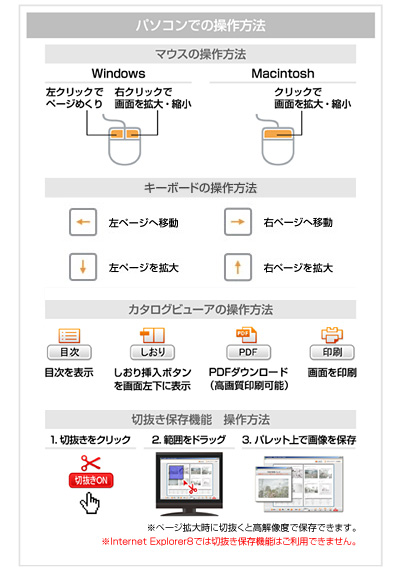 パソコンでの操作方法
マウスの操作方法
Windows
Macintosh
左クリックで
ページめくり
右クリックで
画面を拡大・縮小
クリックで
画面を拡大・縮小
キーボードの操作方法
左ページへ移動
右ページへ移動
左ページを拡大
右ページを拡大
カタログビューアの操作方法
目次
しおり
PDF
PDF
印刷
目次を表示
しおり挿入ボタン
を画面左下に表示
PDFダウンロード
（高画質印刷可能）
画面を印刷
切抜き保存機能　操作方法
1. 切抜きをクリック
2. 範囲をドラッグ
3. パレット上で画像を保存
切抜きON
※ページ拡大時に切抜くと高解像度で保存できます。
※Internet Explorer8では切抜き保存機能はご利用できません。